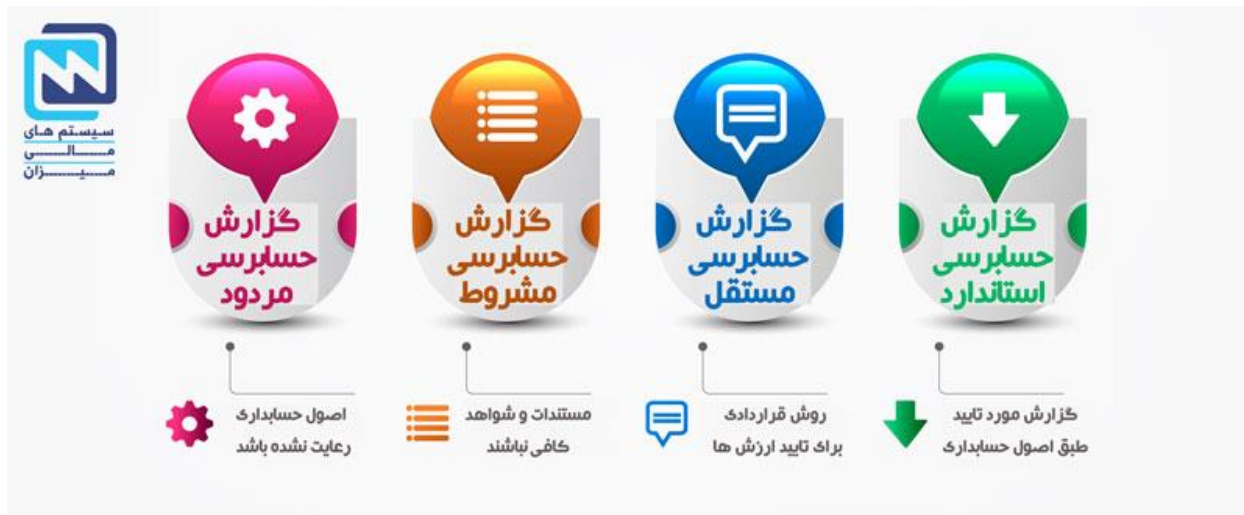 سیستم های
مالی
میزان
گزارش
حسابرسی
استاندارد
گزارش مورد تایید
طبق اصول حسابداری
گزارش
حسابرسی
مستقل
روش قراردادی
برای تایید ارزش ها
گزارش
حسابرسی
مشروط
مستندات و شواهد
کافی نباشند
گزارش
حسابرسی
مردود
اصول حسابداری
رعایت نشده باشد